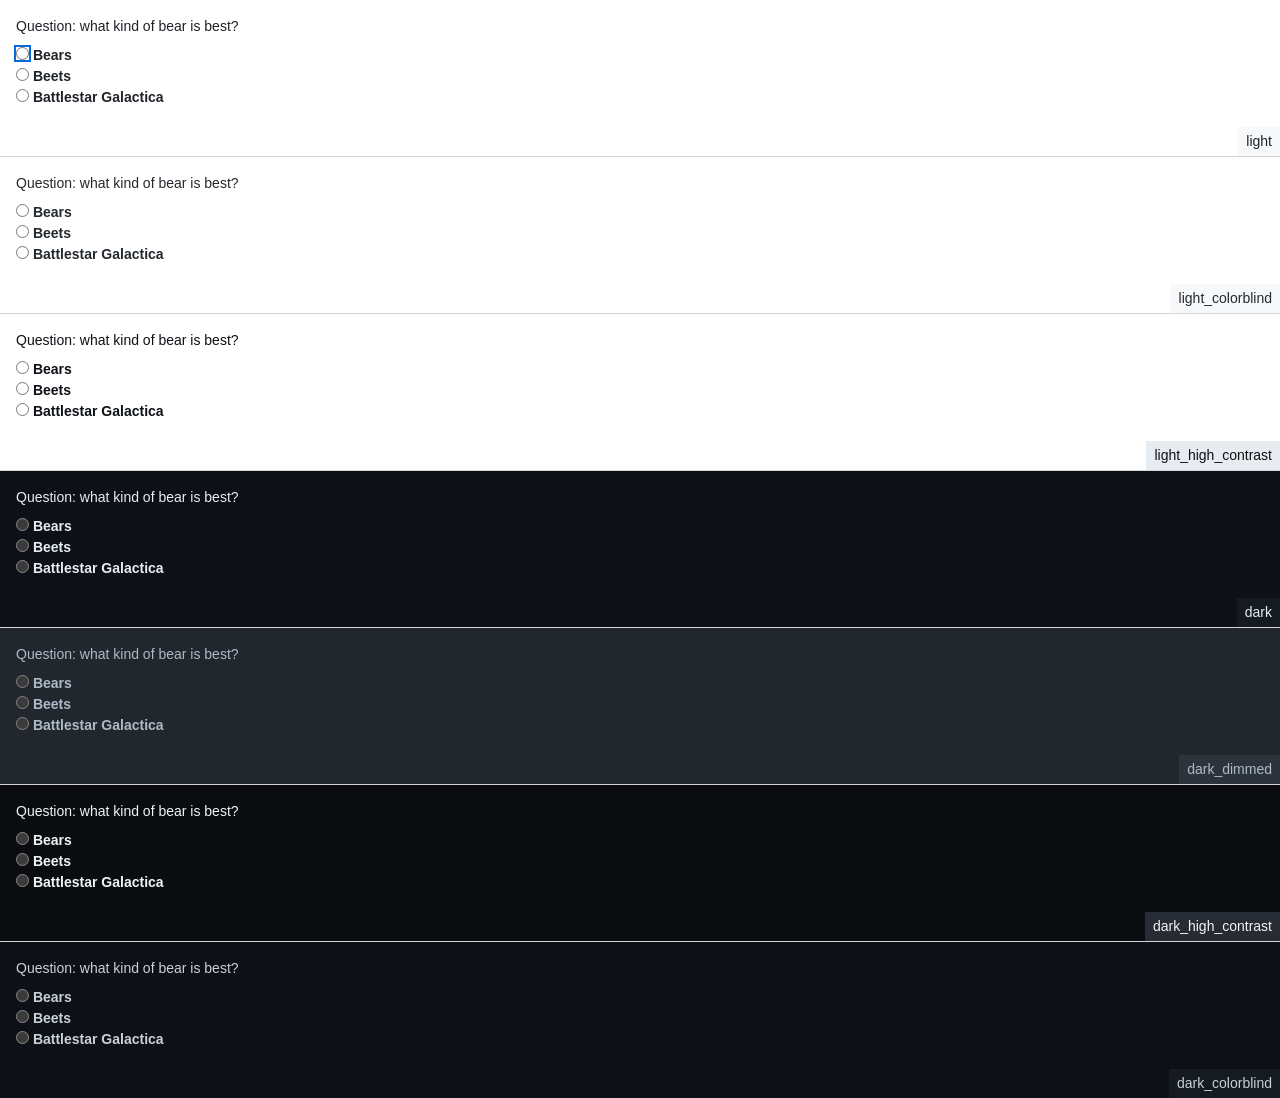 Question: what kind of bear is best?
Bears
Beets
Battlestar Galactica
light
Question: what kind of bear is best?
Bears
Beets
Battlestar Galactica
light_colorblind
Question: what kind of bear is best?
Bears
Beets
Battlestar Galactica
light_high_contrast
Question: what kind of bear is best?
Bears
Beets
Battlestar Galactica
dark
Question: what kind of bear is best?
Bears
Beets
Battlestar Galactica
dark_dimmed
Question: what kind of bear is best?
Bears
Beets
Battlestar Galactica
dark_high_contrast
Question: what kind of bear is best?
Bears
Beets
Battlestar Galactica
dark_colorblind